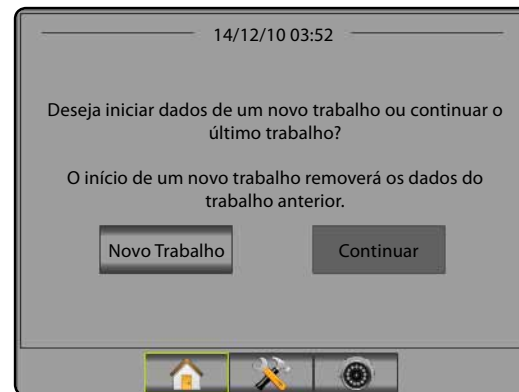 14/12/10 03:52
Deseja iniciar dados de um novo trabalho ou continuar o
último trabalho?
O início de um novo trabalho removerá os dados do
trabalho anterior.
Novo Trabalho
Continuar